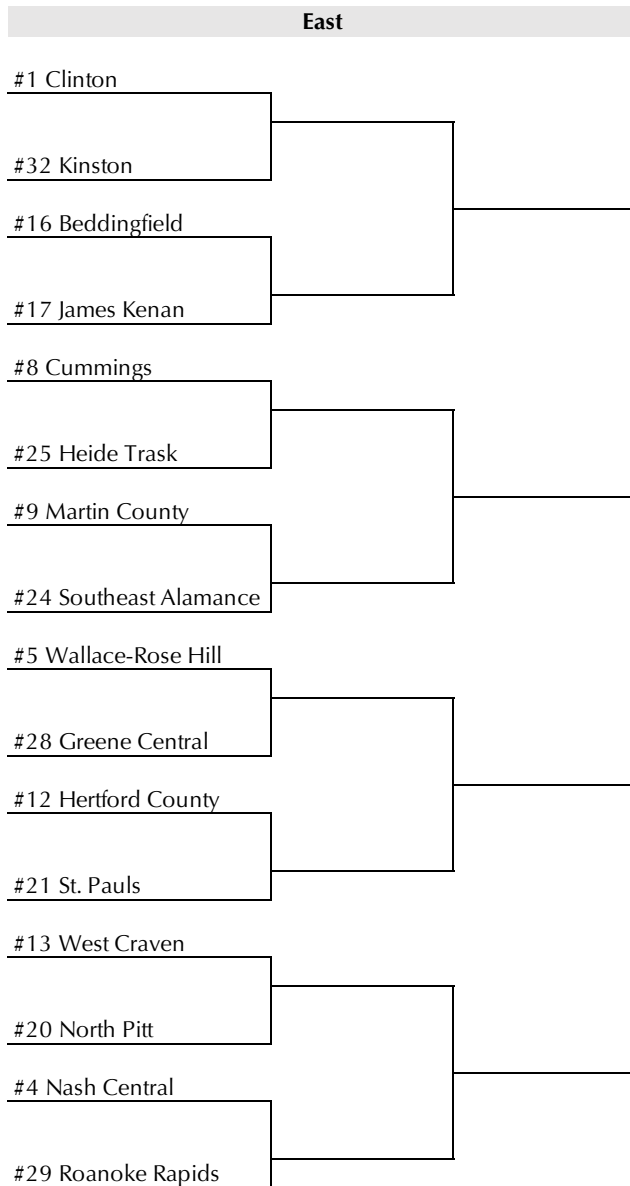 East
#1 Clinton
#32 Kinston
#16 Beddingfield
#17 James Kenan
#8 Cummings
#25 Heide Trask
#9 Martin County
#24 Southeast Alamance
#5 Wallace-Rose Hill
#28 Greene Central
#12 Hertford County
#21 St. Pauls
#13 West Craven
#20 North Pitt
#4 Nash Central
#29 Roanoke Rapids